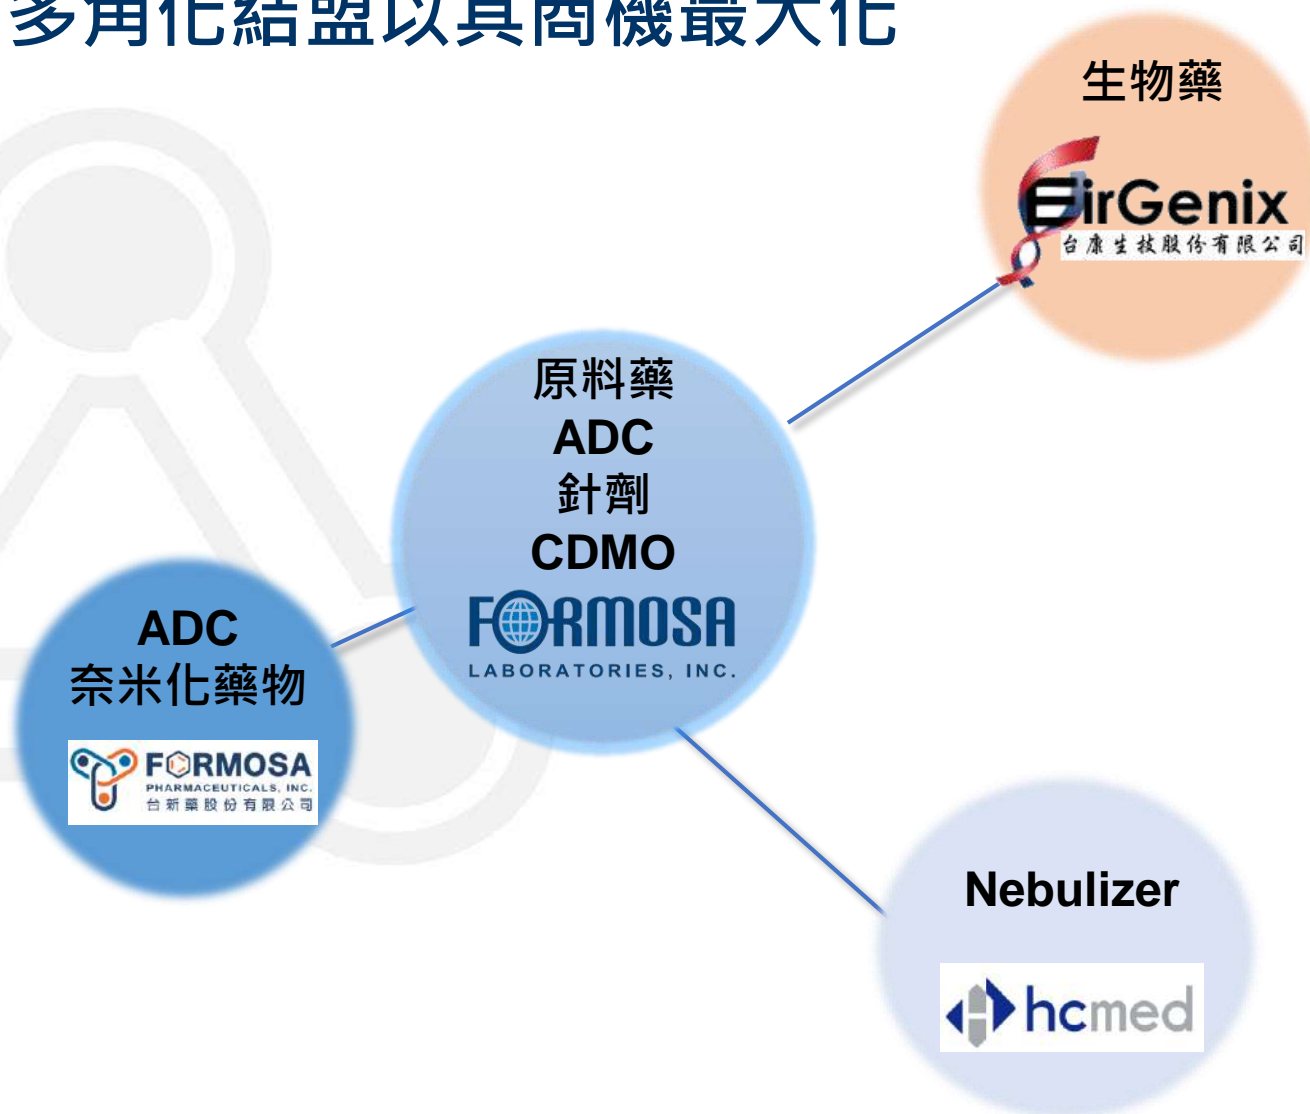 多角化結盟以具商機最大化
生物藥
EirGenix
台康生技股份有限公司
原料藥
ADC
針劑
CDMO
FORMOSA
LABORATORIES, INC.
ADC
奈米化藥物
FORMOSA
PHARMACEUTICALS, INC.
台新藥股份有限公司
Nebulizer
hcmed